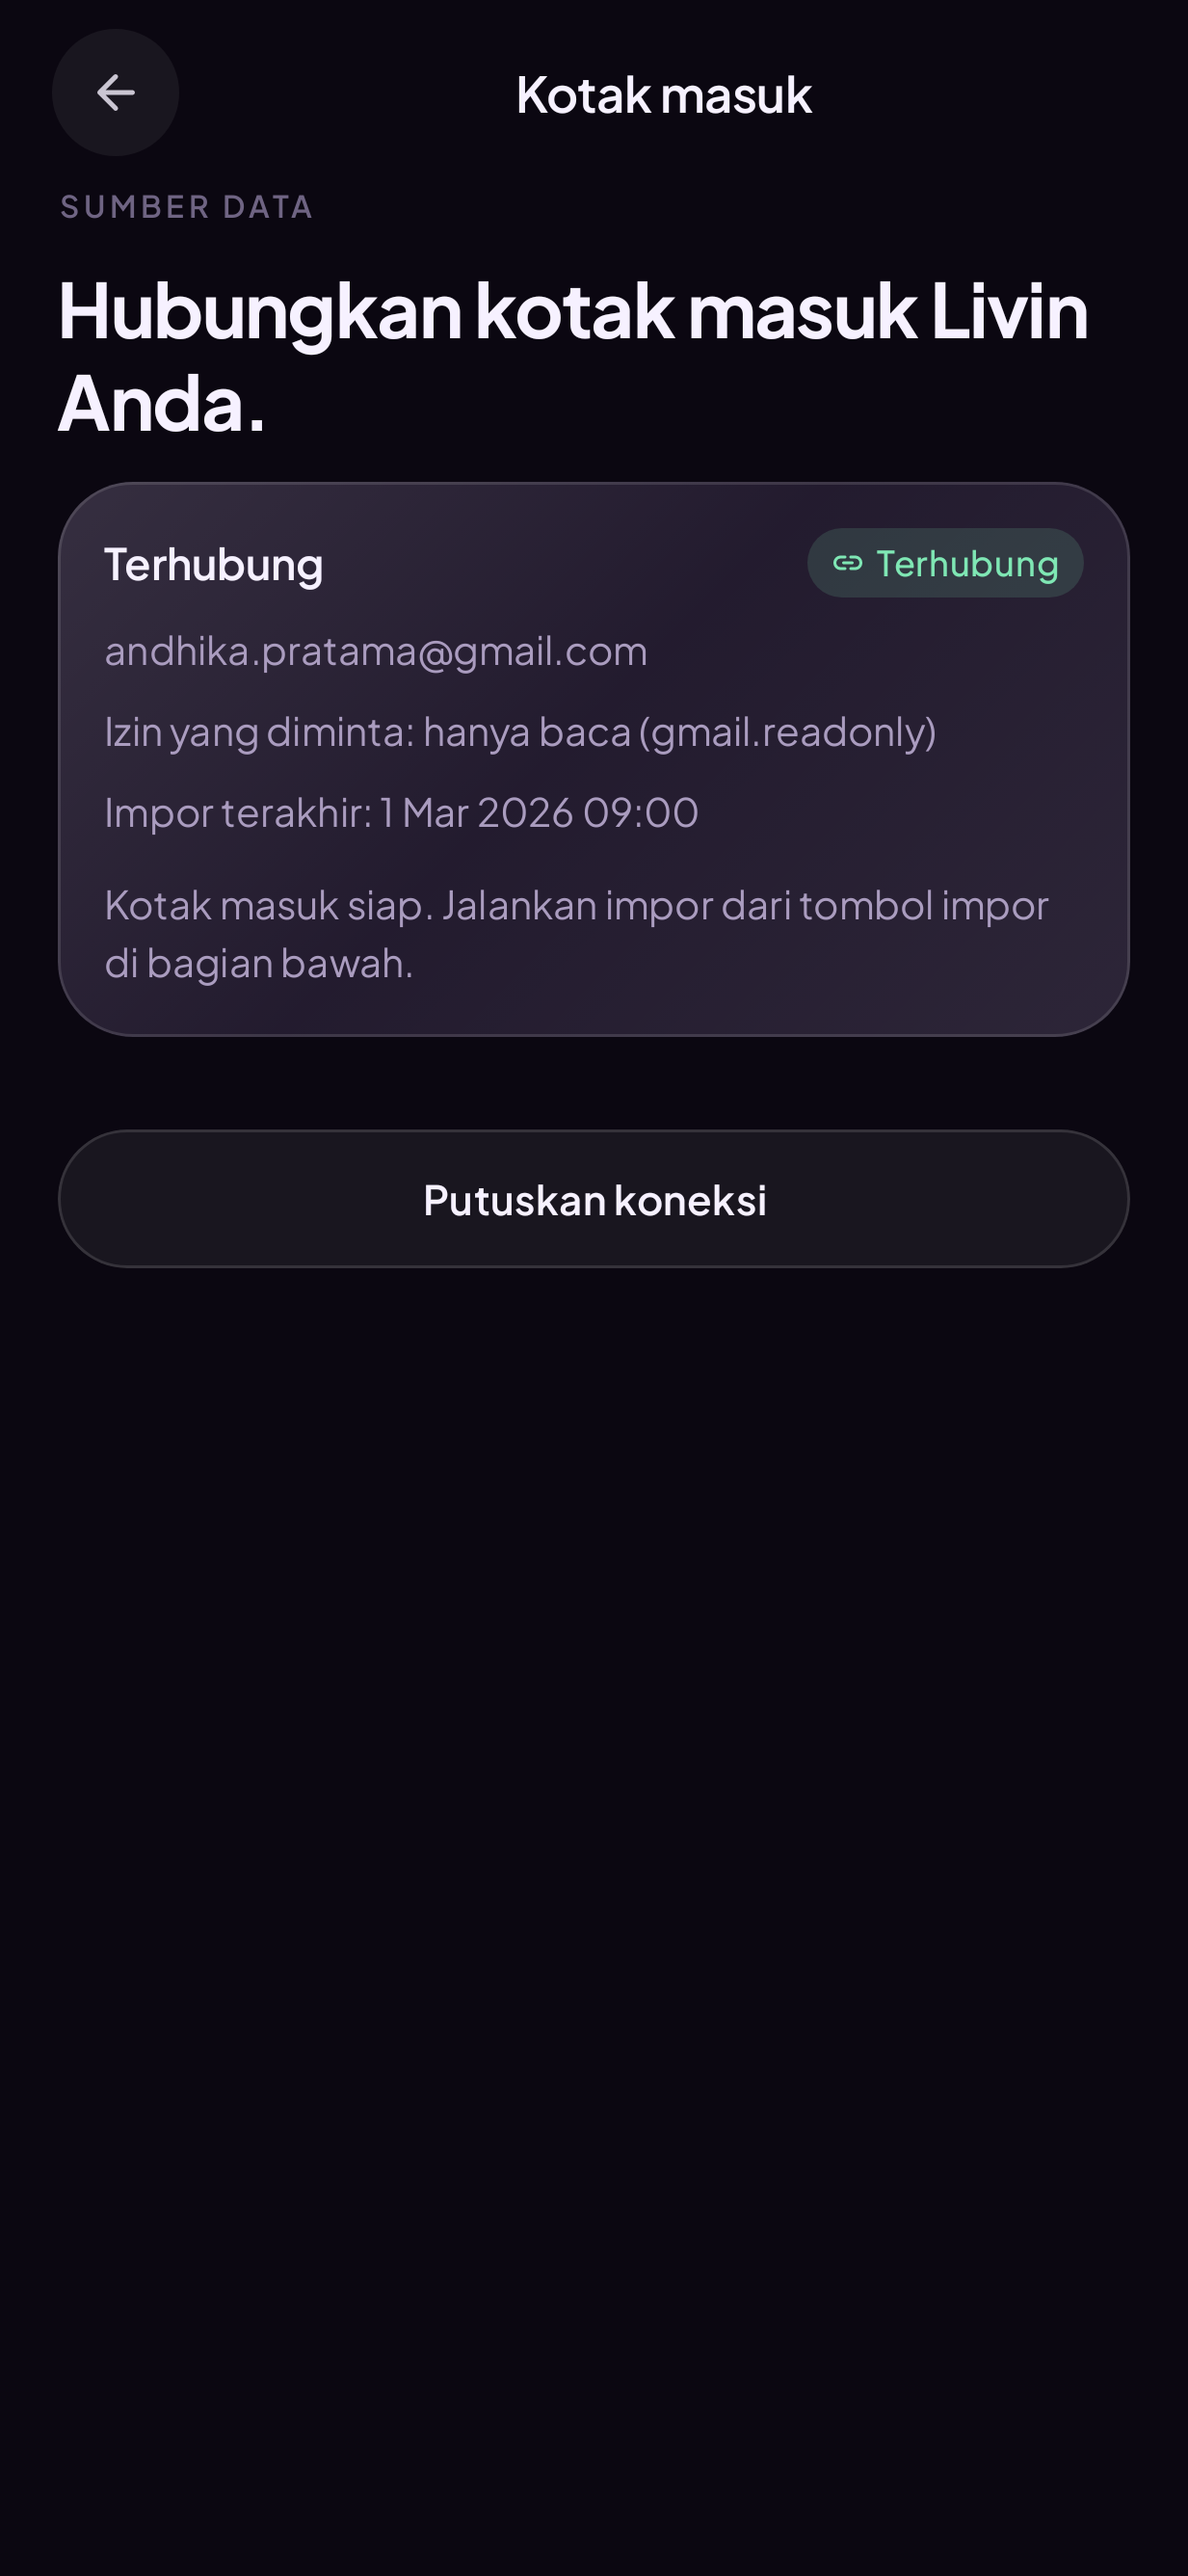 Kotak masuk
SUMBER DATA
Hubungkan kotak masuk Livin
Anda.
Terhubung
Terhubung
andhika.pratama@gmail.com
Izin yang diminta: hanya baca (gmail.readonly)
Impor terakhir: 1 Mar 2026 09:00
Kotak masuk siap. Jalankan impor dari tombol impor
di bagian bawah.
Putuskan koneksi